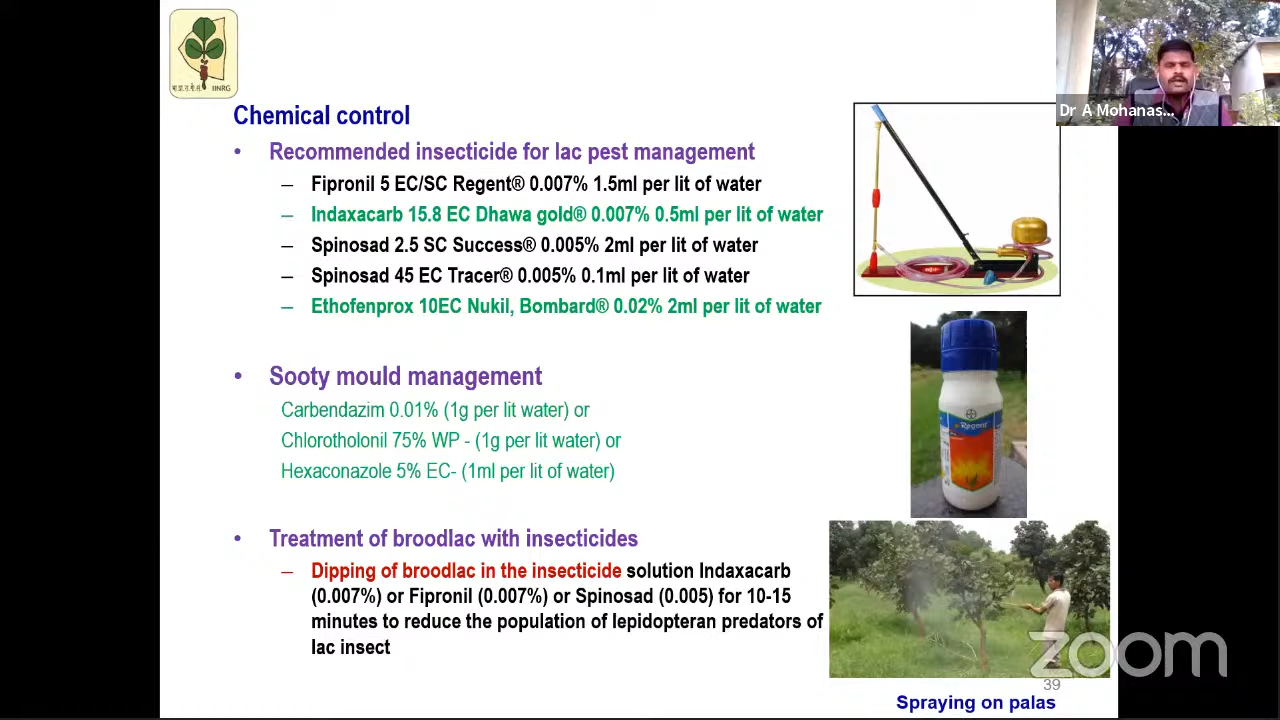 IINRG
Dr A Mohanas...
Chemical control
• Recommended insecticide for lac pest management
– Fipronil 5 EC/SC Regent® 0.007% 1.5ml per lit of water
– Indaxacarb 15.8 EC Dhawa gold® 0.007% 0.5ml per lit of water
– Spinosad 2.5 SC Success® 0.005% 2ml per lit of water
– Spinosad 45 EC Tracer® 0.005% 0.1ml per lit of water
– Ethofenprox 10EC Nukil, Bombard® 0.02% 2ml per lit of water
• Sooty mould management
Carbendazim 0.01% (1g per lit water) or
Chlorotholonil 75% WP - (1g per lit water) or
Hexaconazole 5% EC- (1ml per lit of water)
Regent
• Treatment of broodlac with insecticides
– Dipping of broodlac in the insecticide solution Indaxacarb
(0.007%) or Fipronil (0.007%) or Spinosad (0.005) for 10-15
minutes to reduce the population of lepidopteran predators of
lac insect
zoom
39
Spraying on palas